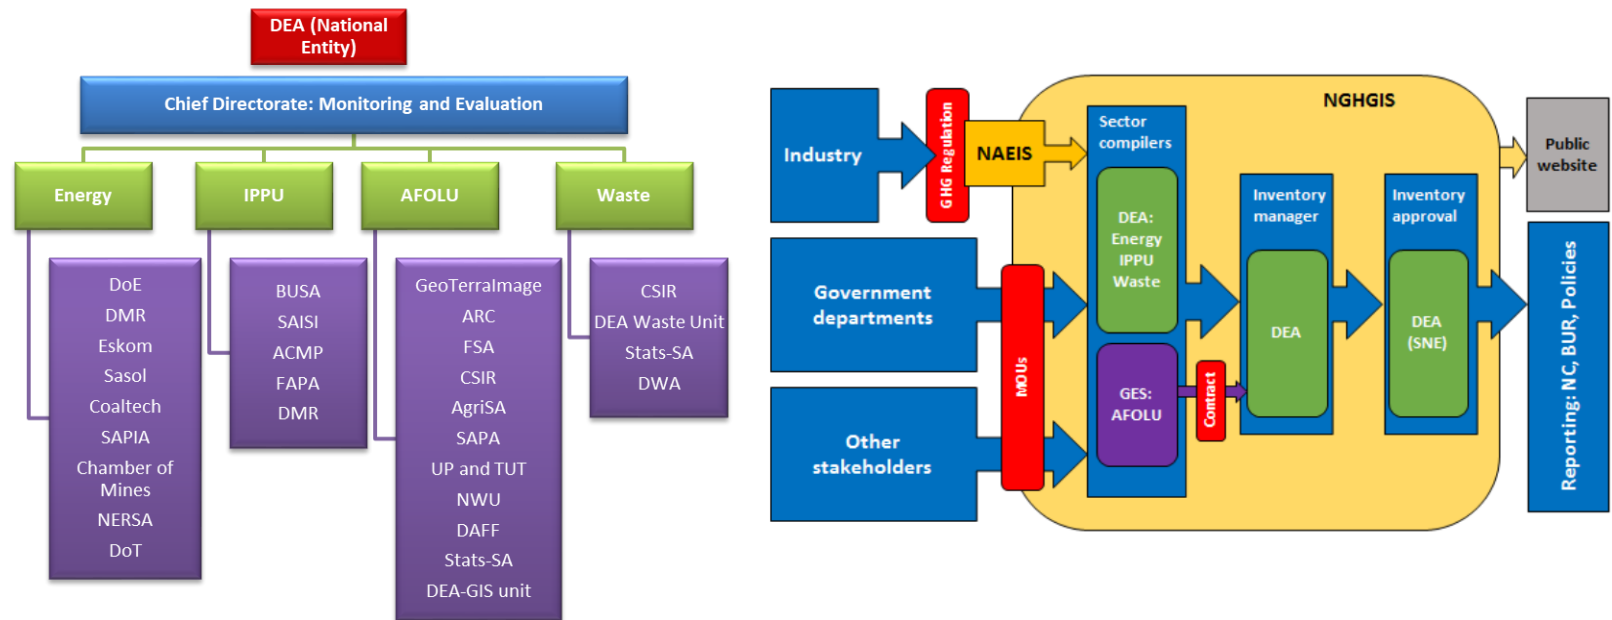 DEA (National
Entity)
Chief Directorate: Monitoring and Evaluation
Energy
IPPU
AFOLU
Waste
DoE
DMR
Eskom
Sasol
Coaltech
SAPIA
Chamber of
Mines
NERSA
DoT
BUSA
SAISI
ACMP
FAPA
DMR
GeoTerraImage
ARC
FSA
CSIR
AgriSA
SAPA
UP and TUT
NWU
DAFF
Stats-SA
DEA-GIS unit
CSIR
DEA Waste Unit
Stats-SA
DWA
NGHGIS
Industry
GHG Regulation
NAEIS
Sector
compilers
DEA:
Energy
IPPU
Waste
GES:
AFOLU
Government
departments
Other
stakeholders
MOUs
Contract
Inventory
manager
DEA
Inventory
approval
DEA
(SNE)
Public
website
Reporting: NC, BUR, Policies